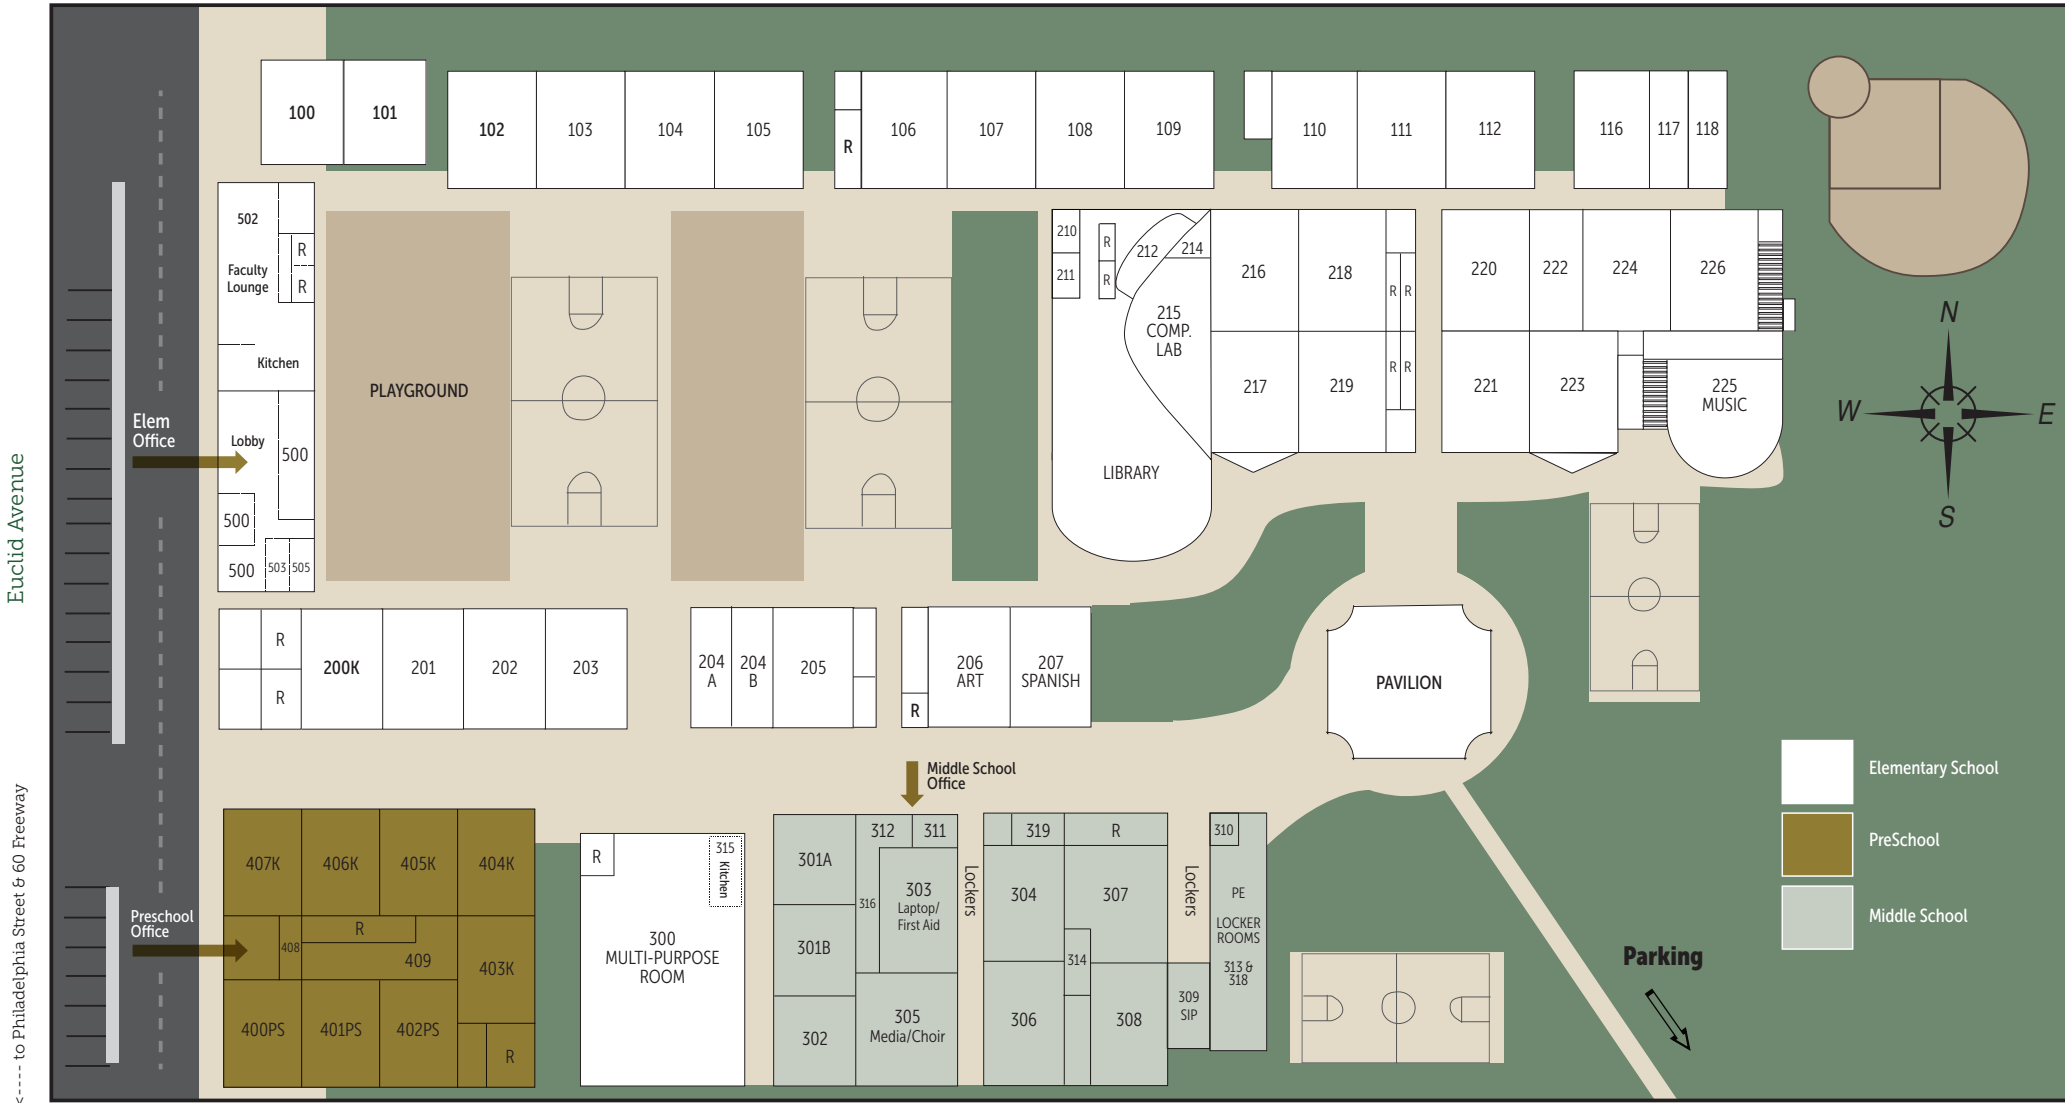 100
101
102
103
104
105
R
106
107
108
109
110
111
112
116
117
118
502
R
R
Faculty
Lounge
Kitchen
Elem
Office
Lobby
500
500
500
503
505
PLAYGROUND
210
211
R
R
212
214
215
COMP.
LAB
LIBRARY
216
218
217
219
R
R
R
R
220
222
224
226
221
223
225
MUSIC
N
W
E
S
Euclid Avenue
<---- to Philadelphia Street & 60 Freeway
R
R
200K
201
202
203
204
A
204
B
205
R
206
ART
207
SPANISH
PAVILION
Elementary School
PreSchool
Middle School
Middle School
Office
Preschool
Office
407K
406K
405K
404K
R
408
409
403K
400PS
401PS
402PS
R
R
315
Kitchen
300
MULTI-PURPOSE
ROOM
301A
301B
302
312
311
316
303
Laptop/
First Aid
305
Media/Choir
Lockers
319
R
304
307
314
306
308
Lockers
309
SIP
310
PE
LOCKER
ROOMS
313 &
318
Parking